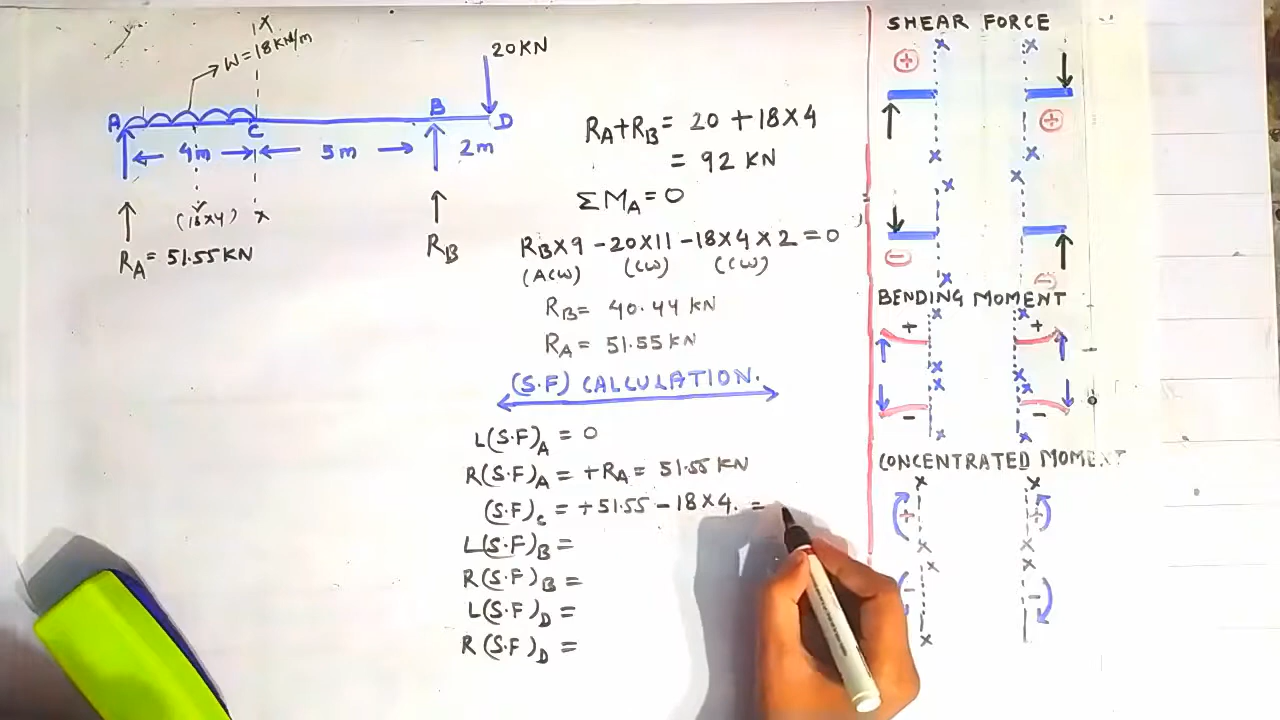 W=18KN/m
X
20KN
A
C
B
D
4m
5m
2m
(18x4)
X
RA = 51.55KN
RB
RA+RB = 20 + 18x4
= 92 KN
ΣMA=0
RBx9 -20x11 -18x4x2=0
(ACW) (CW) (CW)
RB= 40.44 KN
RA= 51.55 KN
(S.F) CALCULATION.
L(S.F)A = 0
R(S.F)A = +RA = 51.55 KN
(S.F)C = +51.55 - 18x4. =
L(S.F)B =
R(S.F)B =
L(S.F)D =
R(S.F)D =
SHEAR FORCE
+
+
-
-
BENDING MOMENT
+ +
- -
CONCENTRATED MOMENT
+ +
- -